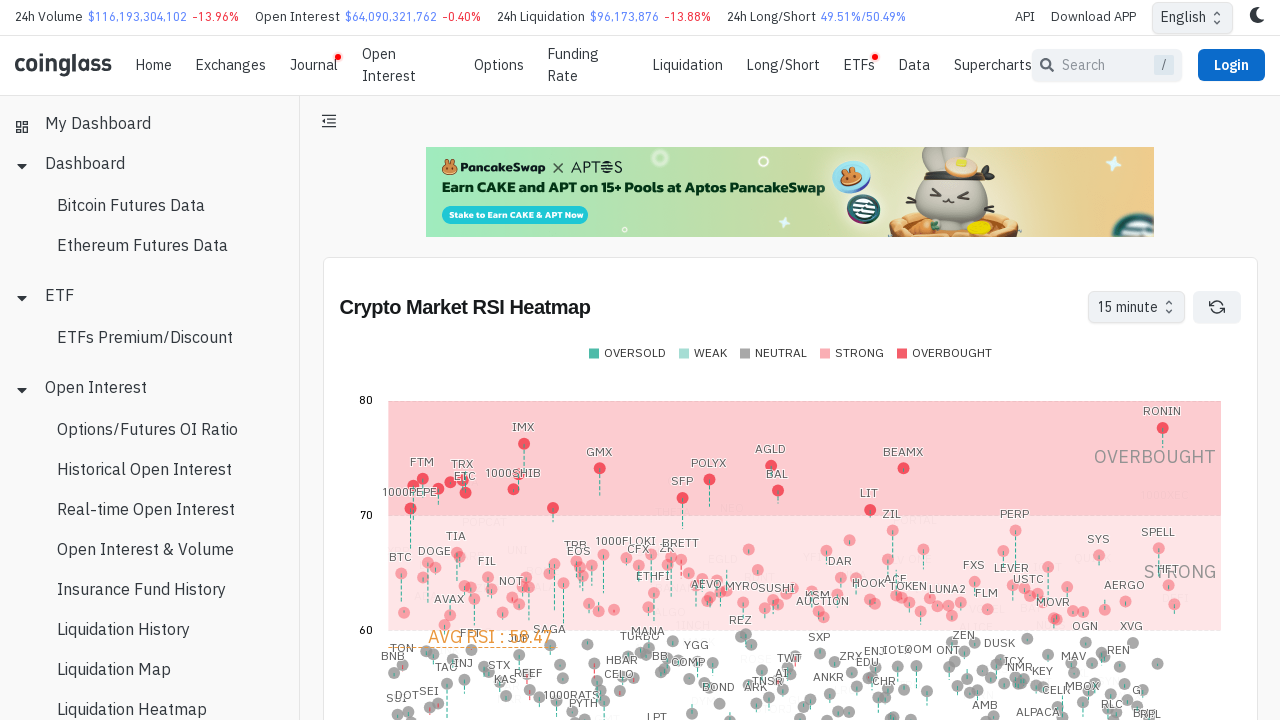 24h Volume $116,193,304,102 -13.96% Open Interest $64,090,321,762 -0.40% 24h Liquidation $96,173,876 -13.88% 24h Long/Short 49.51%/50.49% API Download APP English
coinglass Home Exchanges Journal Open Interest Options Funding Rate Liquidation Long/Short ETFs Data Supercharts Search / Login
My Dashboard
Dashboard
Bitcoin Futures Data
Ethereum Futures Data
ETF
ETFs Premium/Discount
Open Interest
Options/Futures OI Ratio
Historical Open Interest
Real-time Open Interest
Open Interest & Volume
Insurance Fund History
Liquidation History
Liquidation Map
Liquidation Heatmap
PancakeSwap × APTOS
Earn CAKE and APT on 15+ Pools at Aptos PancakeSwap
Stake to Earn CAKE & APT Now
Crypto Market RSI Heatmap
15 minute
OVERSOLD WEAK NEUTRAL STRONG OVERBOUGHT
80
RONIN
IMX
GMX AGLD BEAMX
OVERBOUGHT
FTM TRX POLYX
ETC 1000SHIB SFP BAL
1000PEPE LIT
70
ZIL PERP
TIA 1000FLOKI BRETT SYS SPELL
BTC DOGE EOS CFX
FIL DAR FXS LEVER STRONG
NOT ETHFI AEVO MYRO SUSHI HOOK ACE TOKEN LUNA2 FLM USTC AERGO
AVAX KSM AUCTION MOVR
REZ OGN XVG
60
AVG RSI : 59.47
SAGA MANA SXP ZEN
TON YGG DUSK
BNB INJ HBAR BB COMP TWT ZRX ENJ LOOM ONT ICX MAV REN
TAO STX EDU NMR KEY
KAS REEF CELO TNSR AI ANKR CHR
SEI 1000RATS BOND ARK MBOX
DOT PYTH AMB RLC
SUI LPT ALPACA